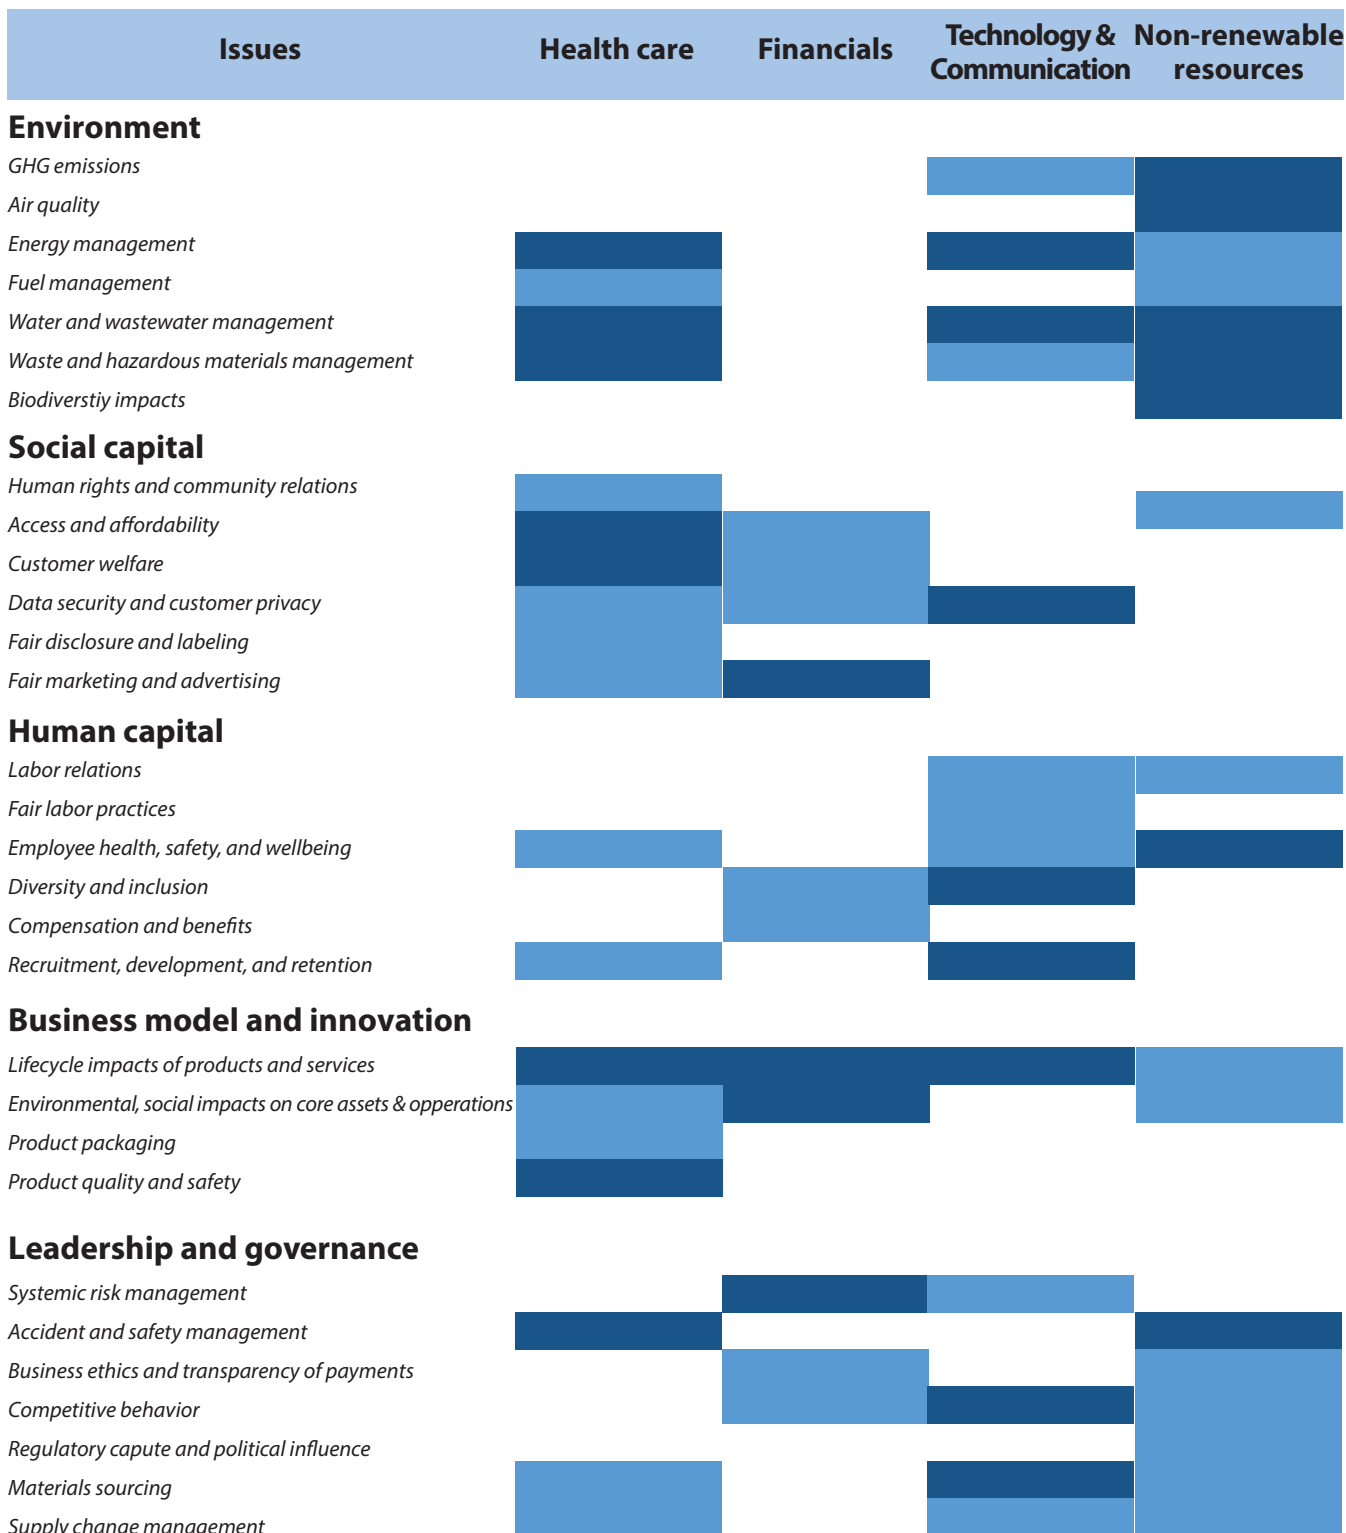 Issues
Health care
Financials
Technology & Communication
Non-renewable resources
Environment
GHG emissions
Air quality
Energy management
Fuel management
Water and wastewater management
Waste and hazardous materials management
Biodiverstiy impacts
Social capital
Human rights and community relations
Access and affordability
Customer welfare
Data security and customer privacy
Fair disclosure and labeling
Fair marketing and advertising
Human capital
Labor relations
Fair labor practices
Employee health, safety, and wellbeing
Diversity and inclusion
Compensation and benefits
Recruitment, development, and retention
Business model and innovation
Lifecycle impacts of products and services
Environmental, social impacts on core assets & opperations
Product packaging
Product quality and safety
Leadership and governance
Systemic risk management
Accident and safety management
Business ethics and transparency of payments
Competitive behavior
Regulatory capute and political influence
Materials sourcing
Supply change management